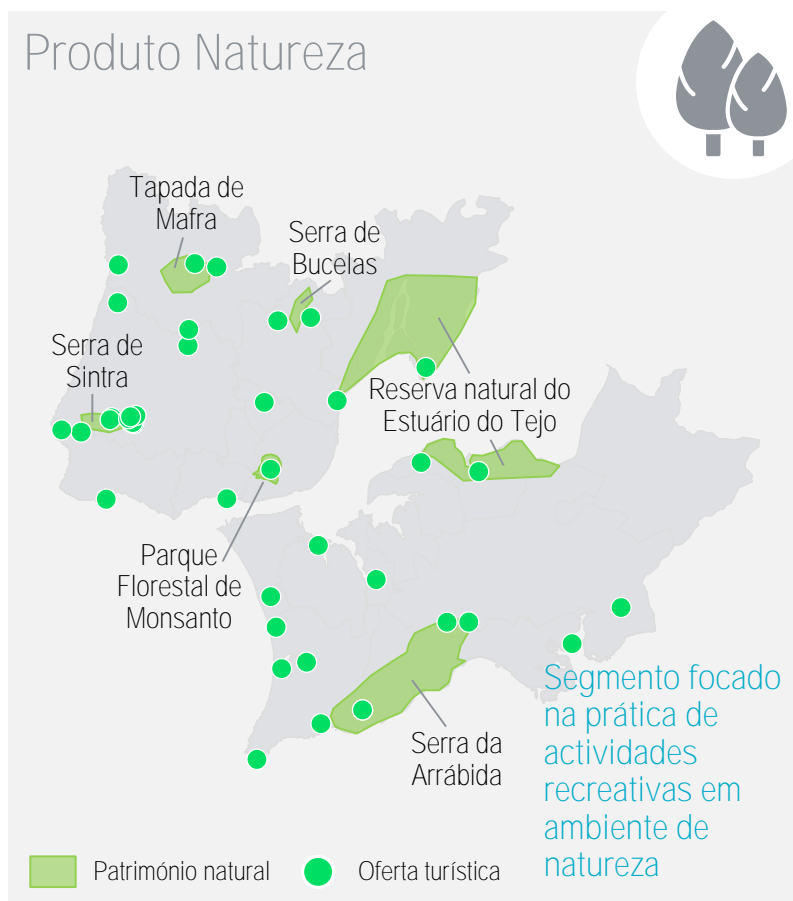 Produto Natureza
Tapada de
Mafra
Serra de
Bucelas
Serra de
Sintra
Reserva natural do
Estuário do Tejo
Parque
Florestal de
Monsanto
Serra da
Arrábida
Segmento focado
na prática de
actividades
recreativas em
ambiente de
natureza
Património natural
Oferta turística